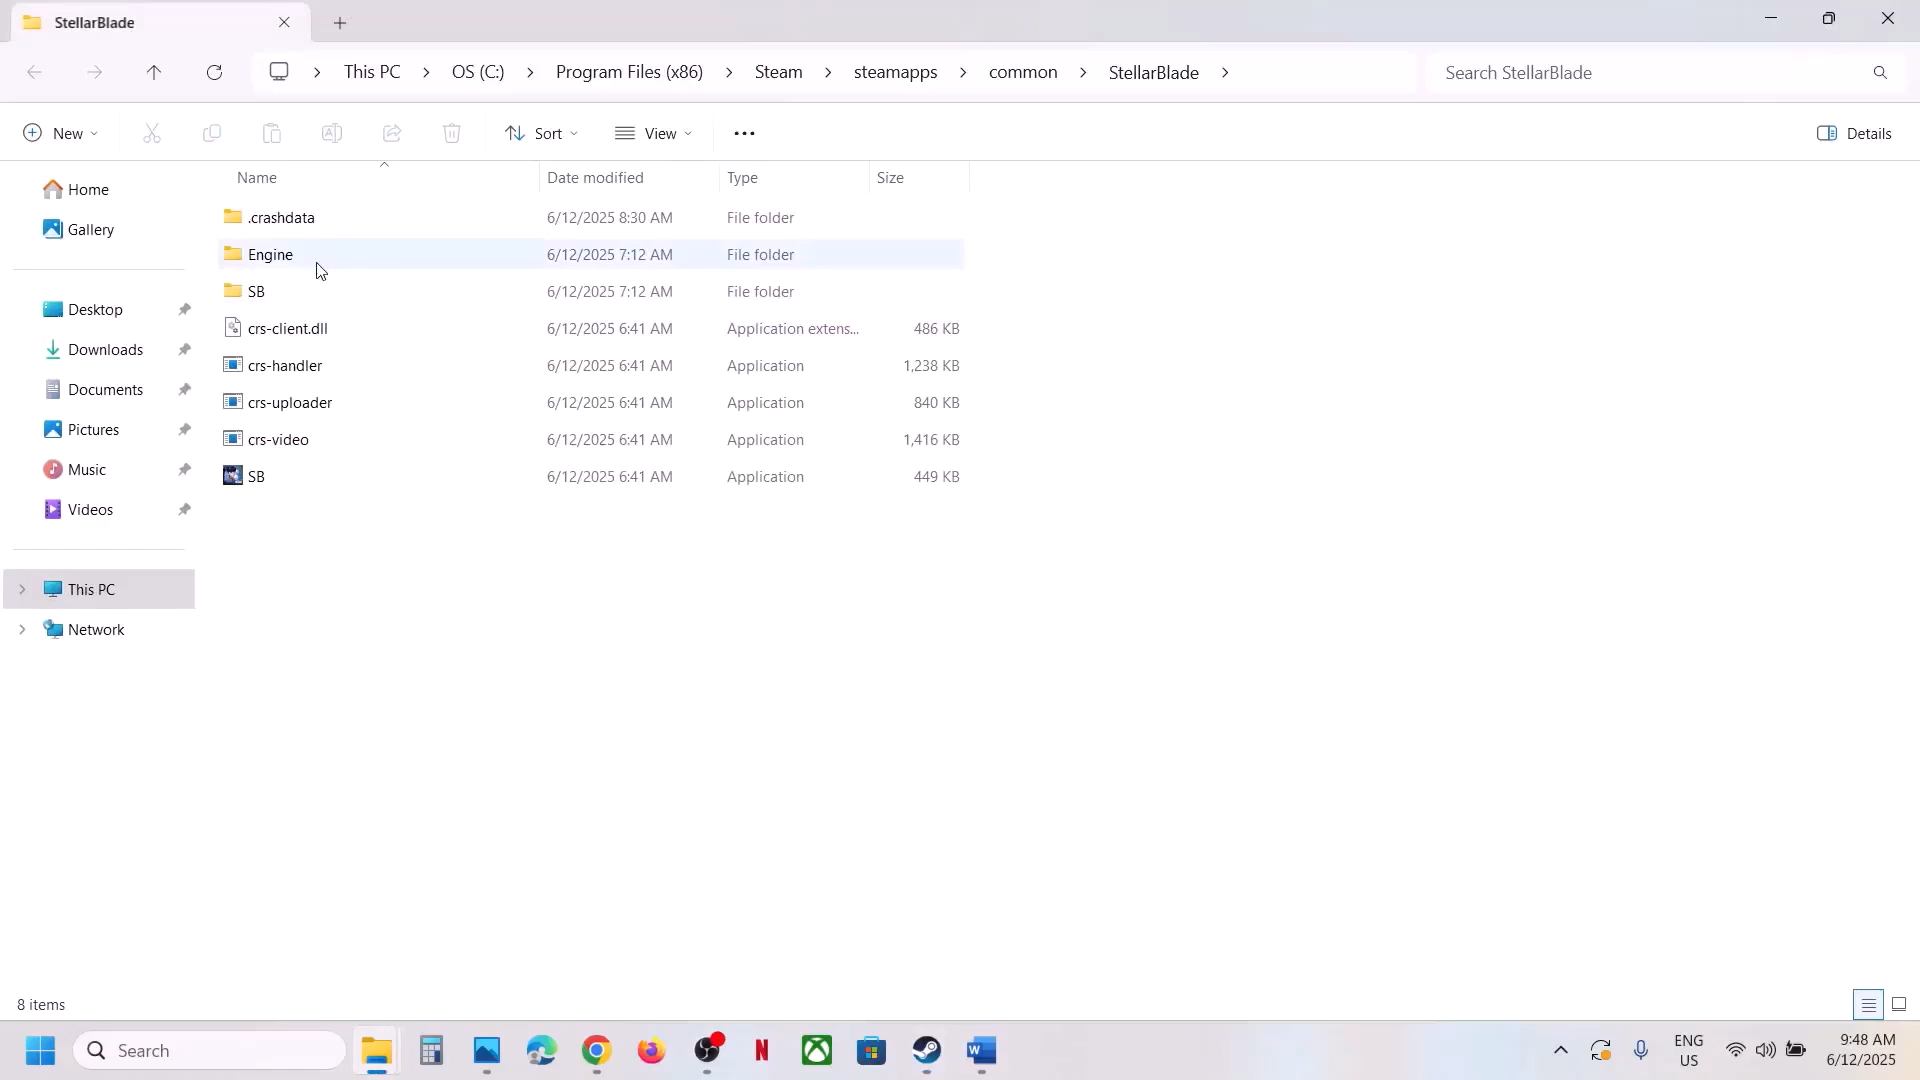 StellarBlade
This PC > OS (C:) > Program Files (x86) > Steam > steamapps > common > StellarBlade >
Search StellarBlade
New
Sort
View
Details
Name
Date modified
Type
Size
Home
Gallery
Desktop
Downloads
Documents
Pictures
Music
Videos
This PC
Network
.crashdata 6/12/2025 8:30 AM File folder
Engine 6/12/2025 7:12 AM File folder
SB 6/12/2025 7:12 AM File folder
crs-client.dll 6/12/2025 6:41 AM Application extens... 486 KB
crs-handler 6/12/2025 6:41 AM Application 1,238 KB
crs-uploader 6/12/2025 6:41 AM Application 840 KB
crs-video 6/12/2025 6:41 AM Application 1,416 KB
SB 6/12/2025 6:41 AM Application 449 KB
8 items
Search
ENG
US
9:48 AM
6/12/2025